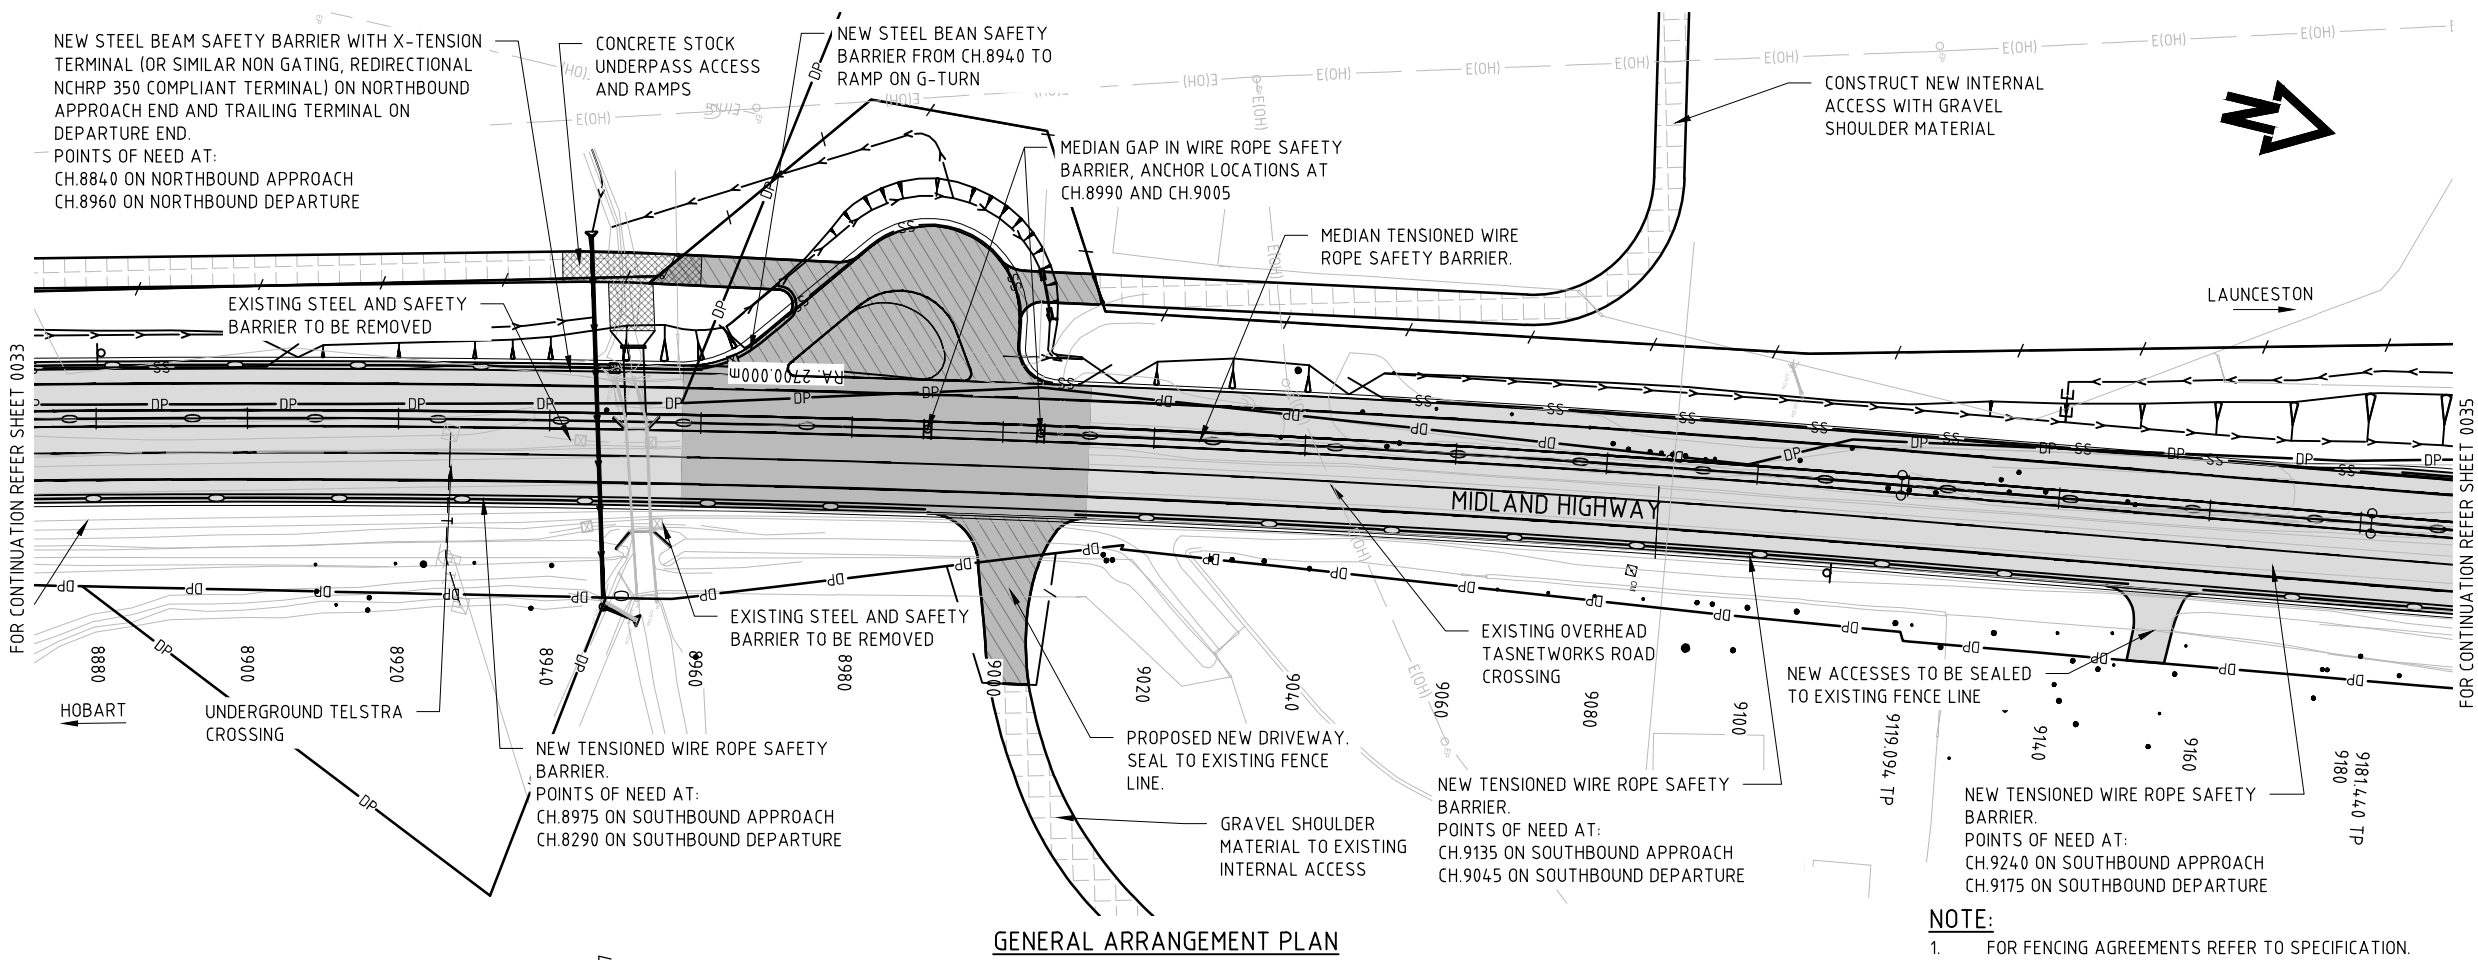 NEW STEEL BEAM SAFETY BARRIER WITH X-TENSION
TERMINAL (OR SIMILAR NON GATING, REDIRECTIONAL
NCHRP 350 COMPLIANT TERMINAL) ON NORTHBOUND
APPROACH END AND TRAILING TERMINAL ON
DEPARTURE END.
POINTS OF NEED AT:
CH.8840 ON NORTHBOUND APPROACH
CH.8960 ON NORTHBOUND DEPARTURE
CONCRETE STOCK
UNDERPASS ACCESS
AND RAMPS
NEW STEEL BEAN SAFETY
BARRIER FROM CH.8940 TO
RAMP ON G-TURN
MEDIAN GAP IN WIRE ROPE SAFETY
BARRIER, ANCHOR LOCATIONS AT
CH.8990 AND CH.9005
MEDIAN TENSIONED WIRE
ROPE SAFETY BARRIER.
CONSTRUCT NEW INTERNAL
ACCESS WITH GRAVEL
SHOULDER MATERIAL
LAUNCESTON
EXISTING STEEL AND SAFETY
BARRIER TO BE REMOVED
RA. 2700.000m
FOR CONTINUATION REFER SHEET 0033
FOR CONTINUATION REFER SHEET 0035
MIDLAND HIGHWAY
EXISTING STEEL AND SAFETY
BARRIER TO BE REMOVED
EXISTING OVERHEAD
TASNETWORKS ROAD
CROSSING
NEW ACCESSES TO BE SEALED
TO EXISTING FENCE LINE
8880
8900
8920
8940
8960
8980
9000
9020
9040
9060
9080
9100
9119.094 TP
9140
9160
9180
9181.440 TP
HOBART
UNDERGROUND TELSTRA
CROSSING
NEW TENSIONED WIRE ROPE SAFETY
BARRIER.
POINTS OF NEED AT:
CH.8975 ON SOUTHBOUND APPROACH
CH.8290 ON SOUTHBOUND DEPARTURE
PROPOSED NEW DRIVEWAY.
SEAL TO EXISTING FENCE
LINE.
GRAVEL SHOULDER
MATERIAL TO EXISTING
INTERNAL ACCESS
NEW TENSIONED WIRE ROPE SAFETY
BARRIER.
POINTS OF NEED AT:
CH.9135 ON SOUTHBOUND APPROACH
CH.9045 ON SOUTHBOUND DEPARTURE
NEW TENSIONED WIRE ROPE SAFETY
BARRIER.
POINTS OF NEED AT:
CH.9240 ON SOUTHBOUND APPROACH
CH.9175 ON SOUTHBOUND DEPARTURE
GENERAL ARRANGEMENT PLAN
NOTE:
1. FOR FENCING AGREEMENTS REFER TO SPECIFICATION.